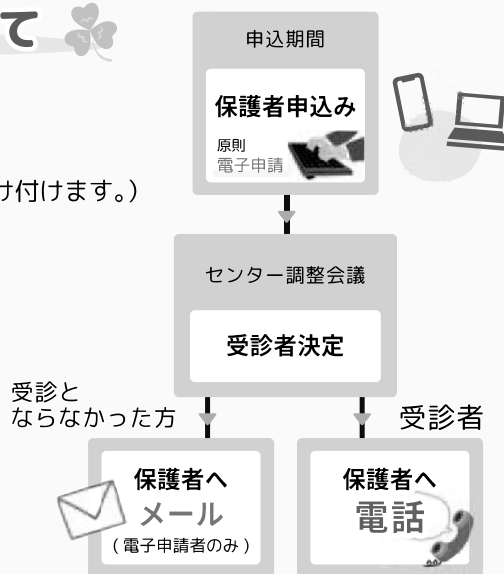 て
申込期間
保護者申込み
原則
電子申請
け付けます。)
センター調整会議
受診者決定
受診と
ならなかった方
受診者
保護者へ
メール
(電子申請者のみ)
保護者へ
電話